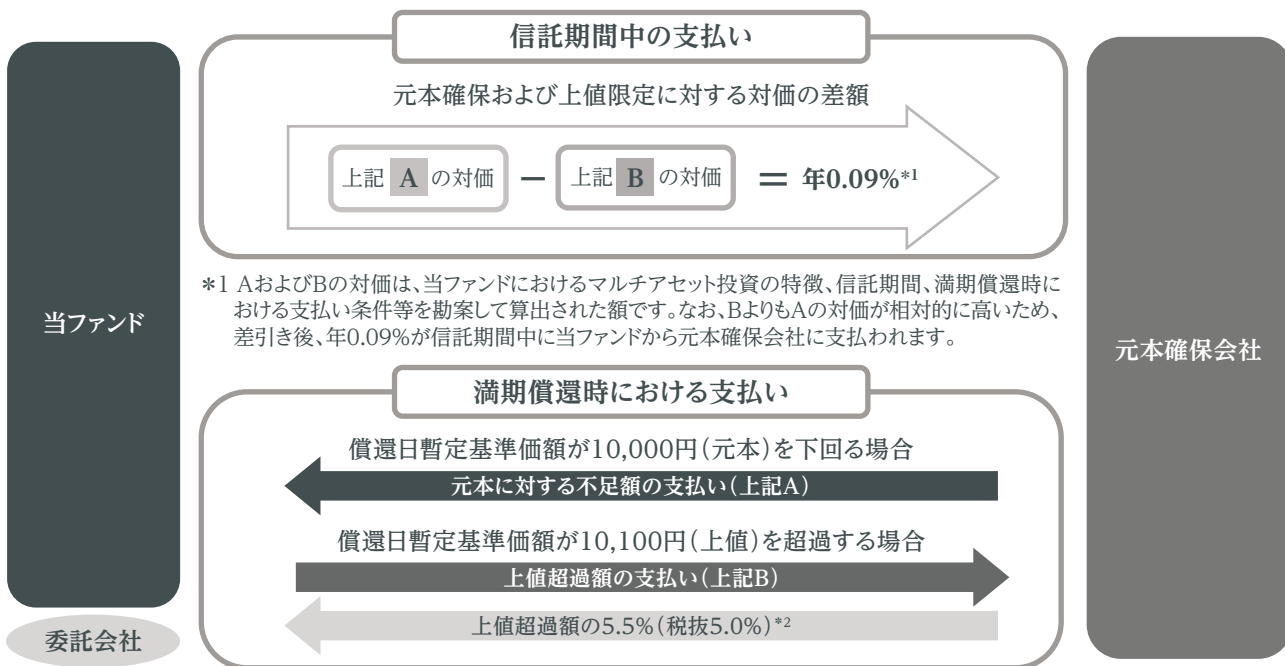 信託期間中の支払い
元本確保および上値限定に対する対価の差額
上記 A の対価 − 上記 B の対価 = 年0.09%*1
*1 AおよびBの対価は、当ファンドにおけるマルチアセット投資の特徴、信託期間、満期償還時に
おける支払い条件等を勘案して算出された額です。なお、BよりもAの対価が相対的に高いため、
差引き後、年0.09%が信託期間中に当ファンドから元本確保会社に支払われます。
当ファンド
元本確保会社
満期償還時における支払い
償還日暫定基準価額が10,000円(元本)を下回る場合
元本に対する不足額の支払い(上記A)
償還日暫定基準価額が10,100円(上値)を超過する場合
上値超過額の支払い(上記B)
上値超過額の5.5%(税抜5.0%)*2
委託会社